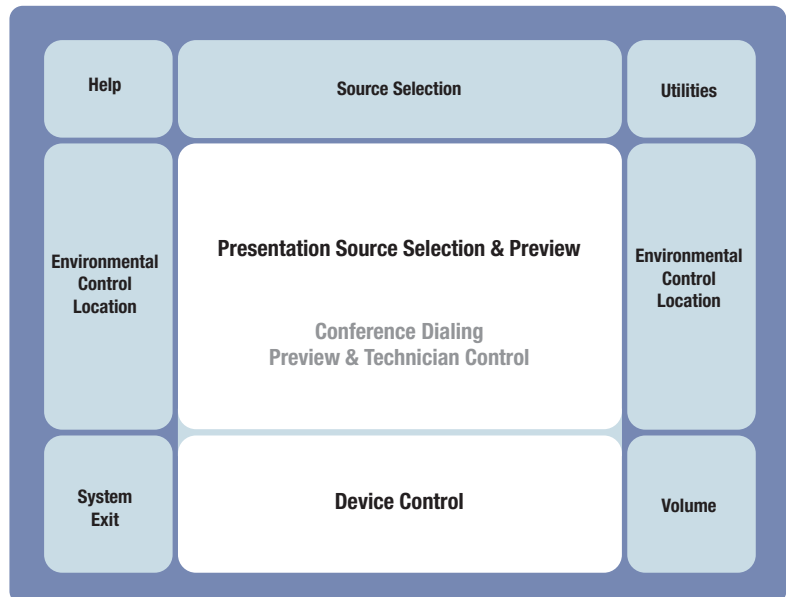 Help
Source Selection
Utilities
Environmental
Control
Location
Presentation Source Selection & Preview
Conference Dialing
Preview & Technician Control
Environmental
Control
Location
System
Exit
Device Control
Volume